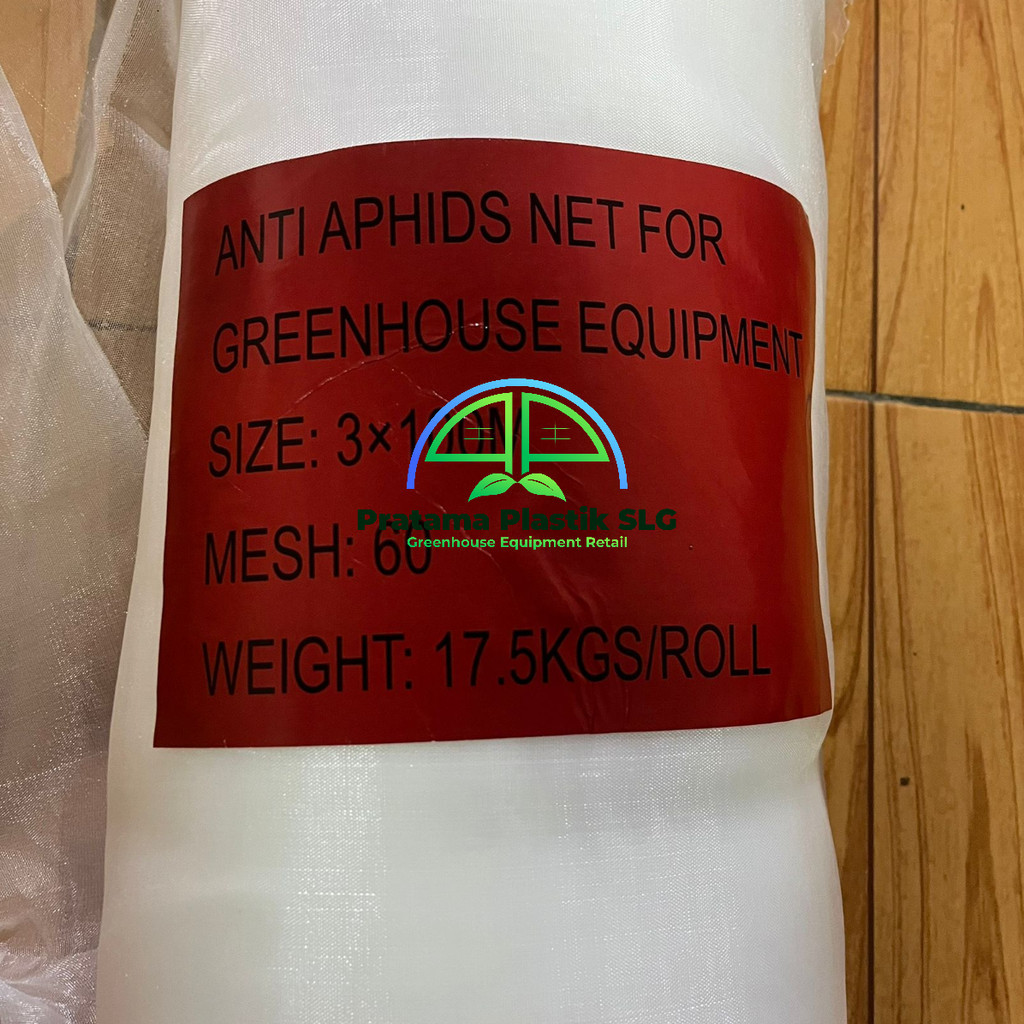 ANTI APHIDS NET FOR
GREENHOUSE EQUIPMENT
SIZE: 3×100M
Pratama Plastik SLG
Greenhouse Equipment Retail
MESH: 60
WEIGHT: 17.5KGS/ROLL